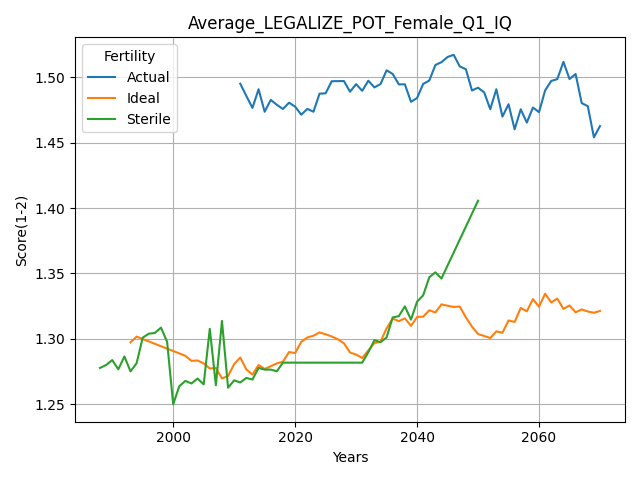 Average_LEGALIZE_POT_Female_Q1_IQ
Fertility
Actual
Ideal
Sterile
Score(1-2)
1.50
1.45
1.40
1.35
1.30
1.25
2000
2020
2040
2060
Years